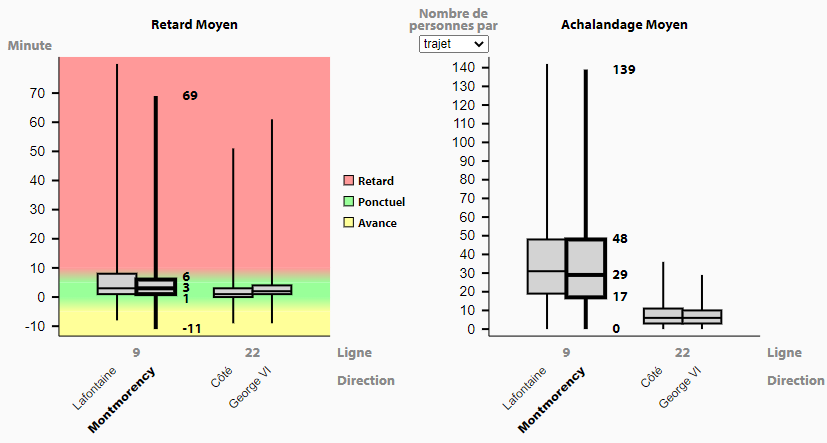 Retard Moyen
Minute
70
60
50
40
30
20
10
0
-10
69
6
3
1
-11
Retard
Ponctuel
Avance
9
22
Ligne
Lafontaine
Montmorency
Côté
George VI
Direction
Nombre de
personnes par
trajet
Achalandage Moyen
140
130
120
110
100
90
80
70
60
50
40
30
20
10
0
139
48
29
17
0
9
22
Ligne
Lafontaine
Montmorency
Côté
George VI
Direction